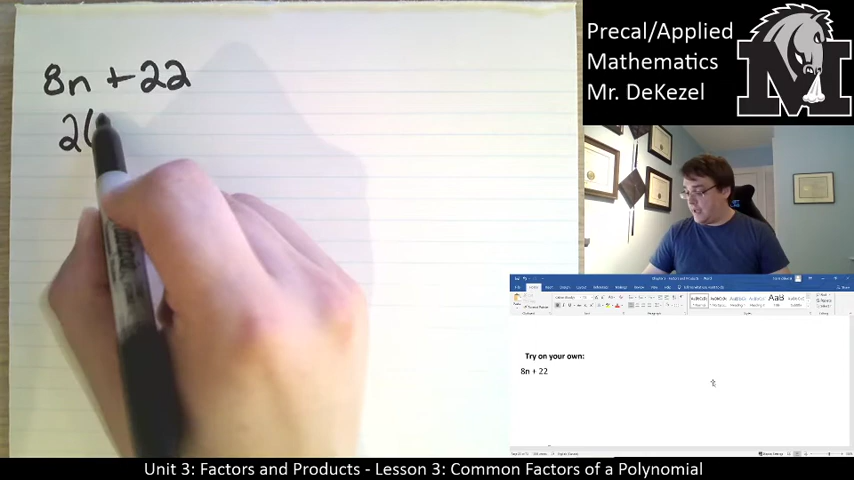 8n + 22
2(
Precal/Applied
Mathematics
Mr. DeKezel
M
Try on your own:
8n + 22
Unit 3: Factors and Products - Lesson 3: Common Factors of a Polynomial